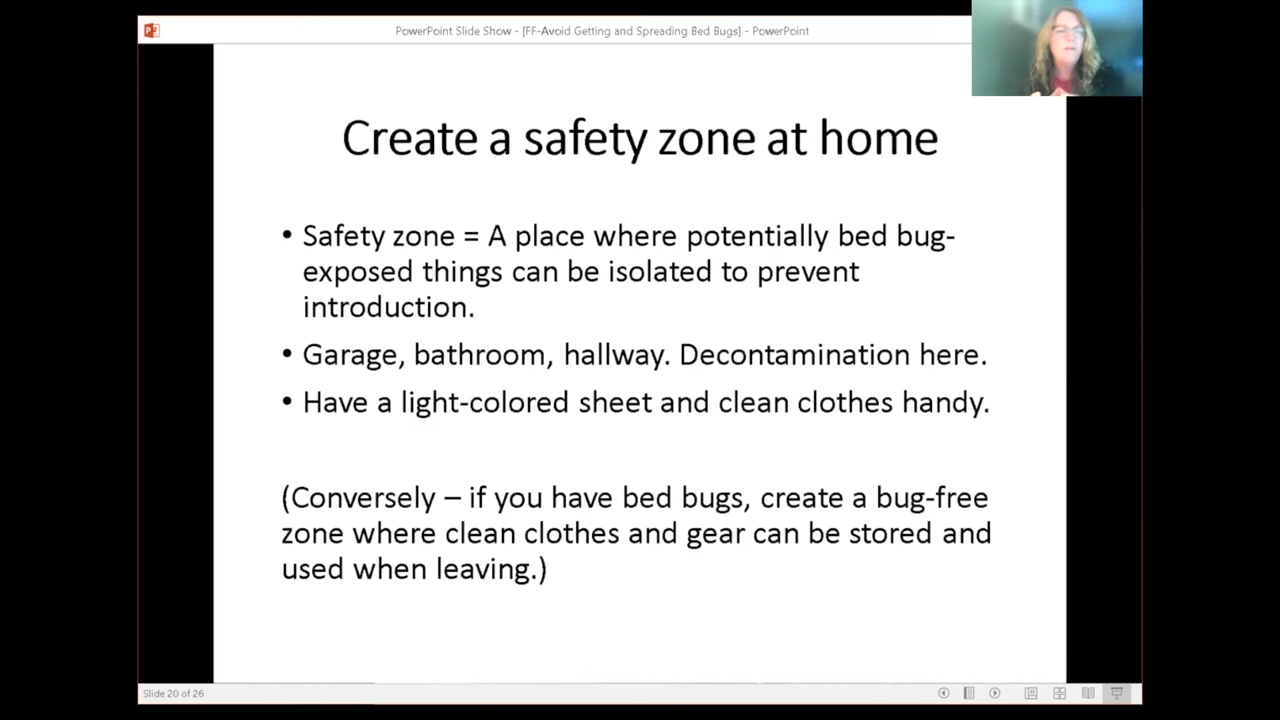 PowerPoint Slide Show - [FF-Avoid Getting and Spreading Bed Bugs] - PowerPoint
Create a safety zone at home
• Safety zone = A place where potentially bed bug-
exposed things can be isolated to prevent
introduction.
• Garage, bathroom, hallway. Decontamination here.
• Have a light-colored sheet and clean clothes handy.
(Conversely – if you have bed bugs, create a bug-free
zone where clean clothes and gear can be stored and
used when leaving.)
Slide 20 of 26